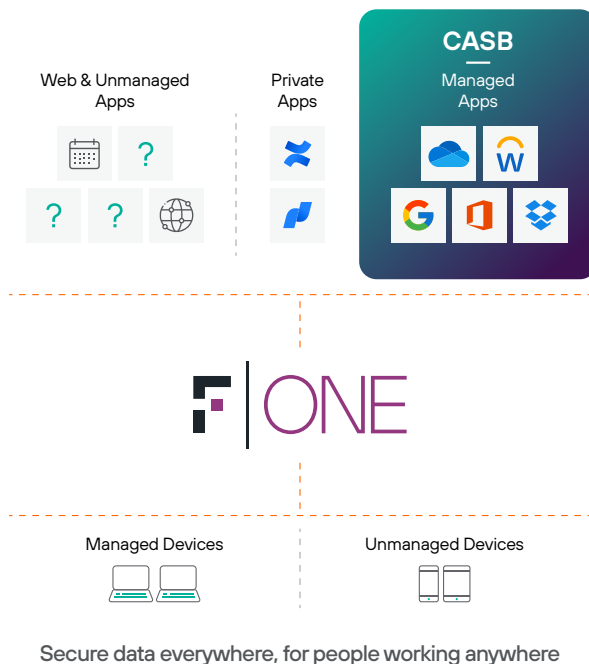 CASB
Web & Unmanaged
Apps
Private
Apps
Managed
Apps
?
? ?
F|ONE
Managed Devices
Unmanaged Devices
Secure data everywhere, for people working anywhere